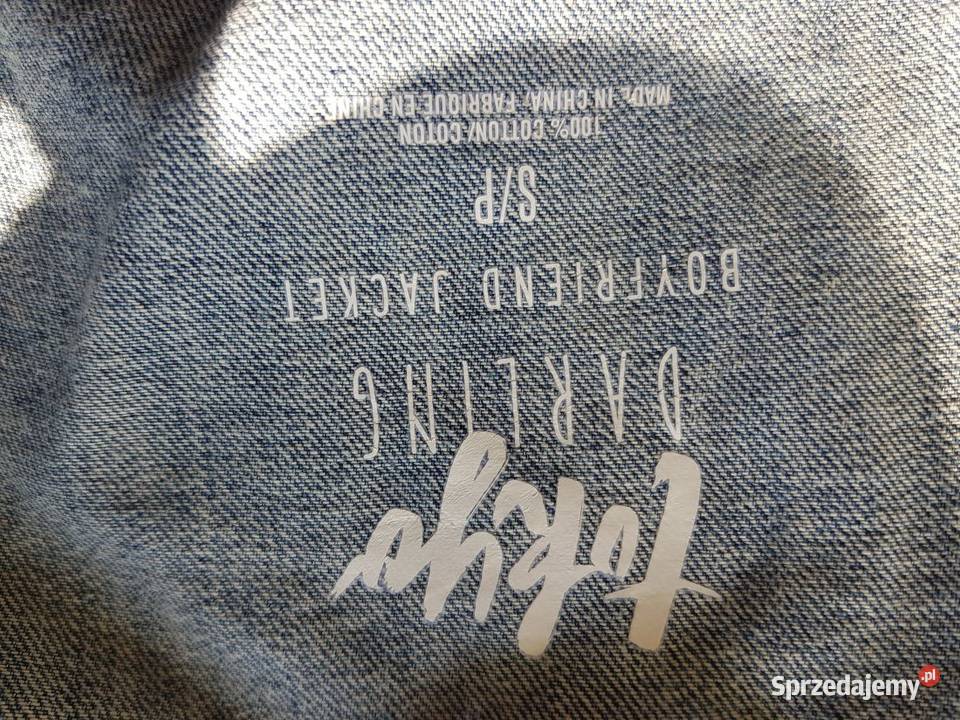 Tokyo
DARLING
BOYFRIEND JACKET
S/P
100% COTTON/ COTON
MADE IN CHINA/ FABRIQUE EN CHINE
Sprzedajemy.pl